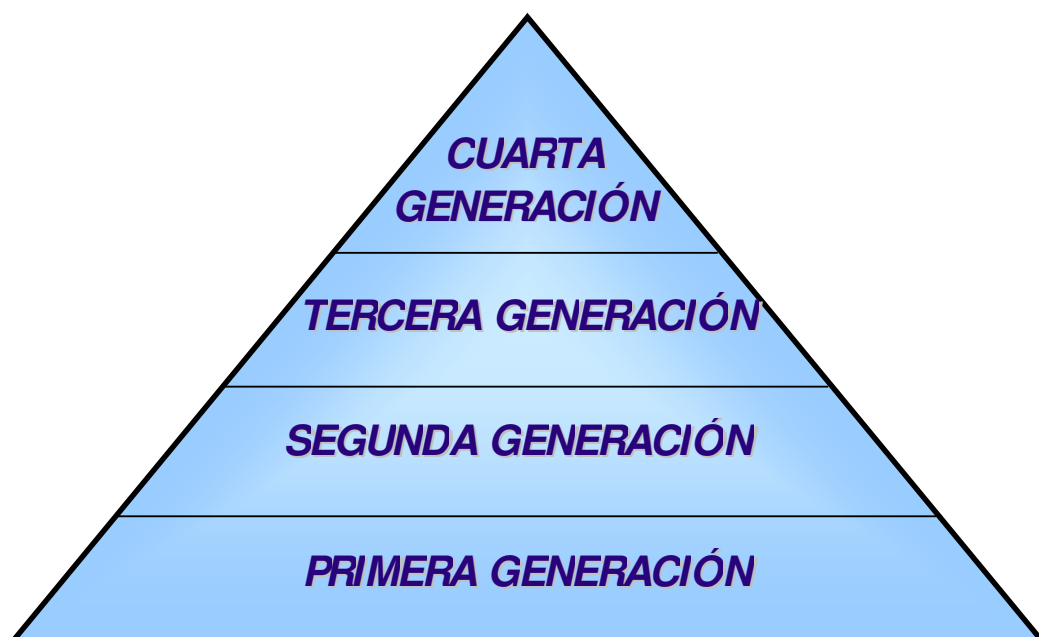 CUARTA
GENERACIÓN
TERCERA GENERACIÓN
SEGUNDA GENERACIÓN
PRIMERA GENERACIÓN